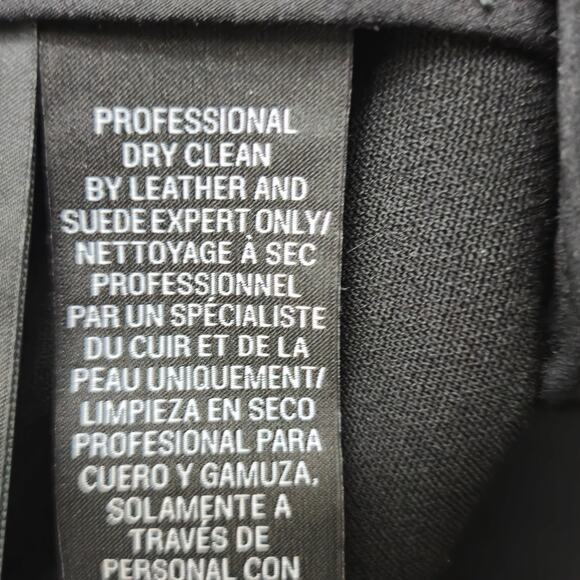 PROFESSIONAL
DRY CLEAN
BY LEATHER AND
SUEDE EXPERT ONLY/
NETTOYAGE À SEC
PROFESSIONNEL
PAR UN SPÉCIALISTE
DU CUIR ET DE LA
PEAU UNIQUEMENT/
LIMPIEZA EN SECO
PROFESIONAL PARA
CUERO Y GAMUZA,
SOLAMENTE A
TRAVÉS DE
PERSONAL CON